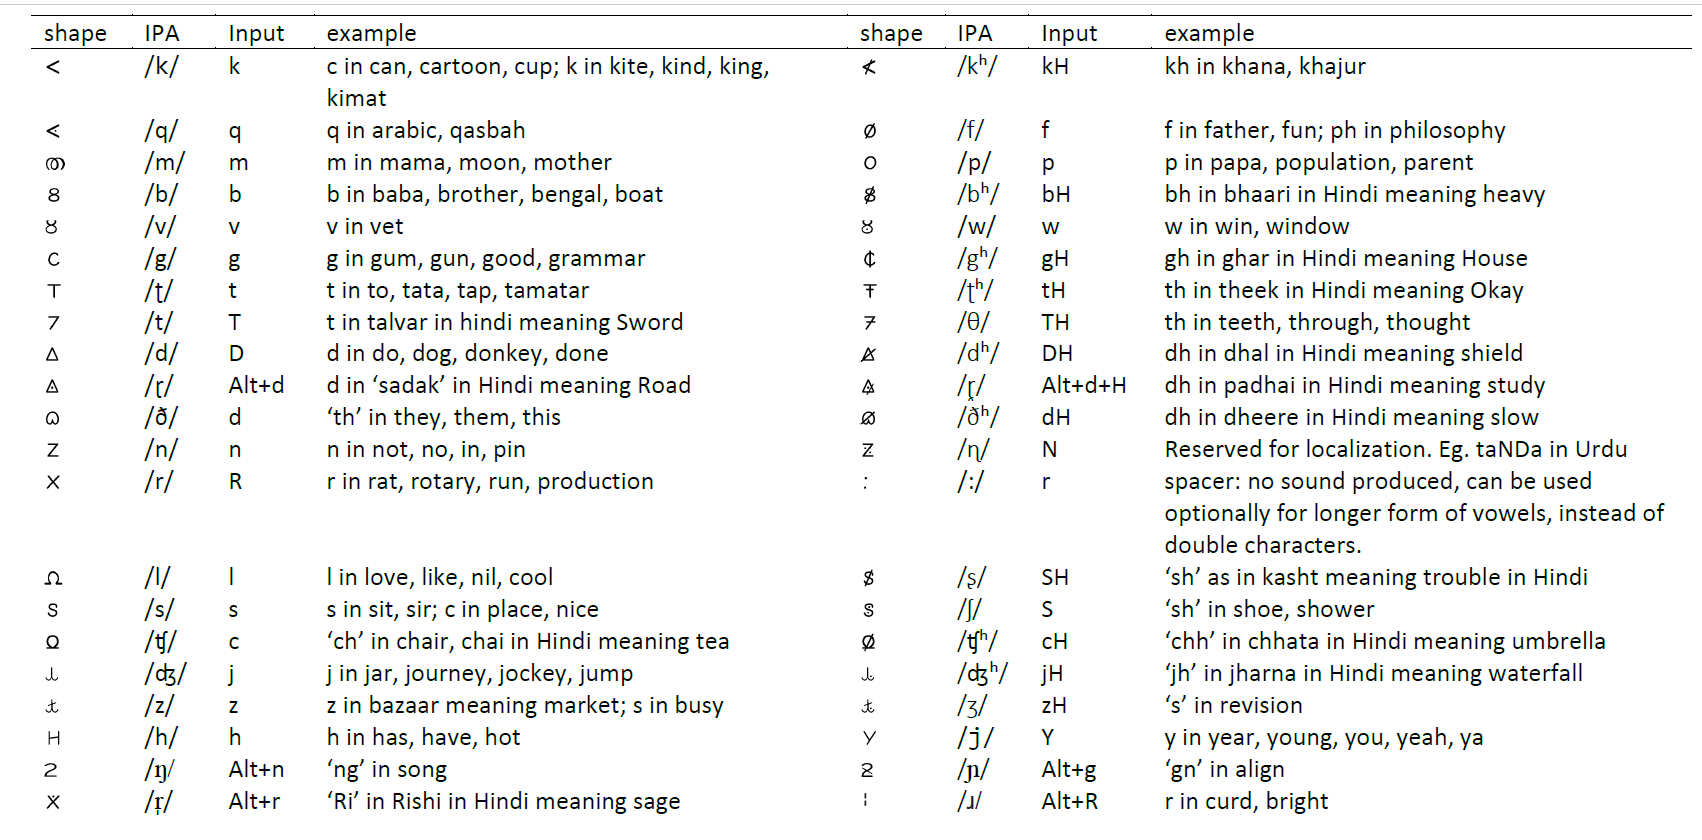 shape IPA Input example shape IPA Input example
< /k/ k c in can, cartoon, cup; k in kite, kind, king, /kʰ/ kH kh in khana, khajur
kimat
/q/ q q in arabic, qasbah ∅ /f/ f f in father, fun; ph in philosophy
/m/ m m in mama, moon, mother O /p/ p p in papa, population, parent
8 /b/ b b in baba, brother, bengal, boat /bʰ/ bH bh in bhaari in Hindi meaning heavy
/v/ v v in vet /w/ w w in win, window
C /g/ g g in gum, gun, good, grammar ¢ /gʰ/ gH gh in ghar in Hindi meaning House
T /ʈ/ t t in to, tata, tap, tamatar Ŧ /ʈʰ/ tH th in theek in Hindi meaning Okay
7 /t/ T t in talvar in hindi meaning Sword /θ/ TH th in teeth, through, thought
Δ /d/ D d in do, dog, donkey, done /dʰ/ DH dh in dhal in Hindi meaning shield
/ɽ/ Alt+d d in ‘sadak’ in Hindi meaning Road /ɽ̭/ Alt+d+H dh in padhai in Hindi meaning study
/ð/ d ‘th’ in they, them, this /ðʰ/ dH dh in dheere in Hindi meaning slow
Z /n/ n n in not, no, in, pin Ƶ /ɳ/ N Reserved for localization. Eg. taNDa in Urdu
X /r/ R r in rat, rotary, run, production : /:/ r spacer: no sound produced, can be used
optionally for longer form of vowels, instead of
double characters.
Ω /l/ l l in love, like, nil, cool /ʂ/ SH ‘sh’ as in kasht meaning trouble in Hindi
S /s/ s s in sit, sir; c in place, nice /ʃ/ S ‘sh’ in shoe, shower
Ω /ʧ/ c ‘ch’ in chair, chai in Hindi meaning tea /ʧʰ/ cH ‘chh’ in chhata in Hindi meaning umbrella
/ʤ/ j j in jar, journey, jockey, jump /ʤʰ/ jH ‘jh’ in jharna in Hindi meaning waterfall
/z/ z z in bazaar meaning market; s in busy /ʒ/ zH ‘s’ in revision
H /h/ h h in has, have, hot Y /j/ Y y in year, young, you, yeah, ya
2 /ŋ/ Alt+n ‘ng’ in song /ɲ/ Alt+g ‘gn’ in align
Ẍ /r̩/ Alt+r ‘Ri’ in Rishi in Hindi meaning sage ¦ /ɹ/ Alt+R r in curd, bright